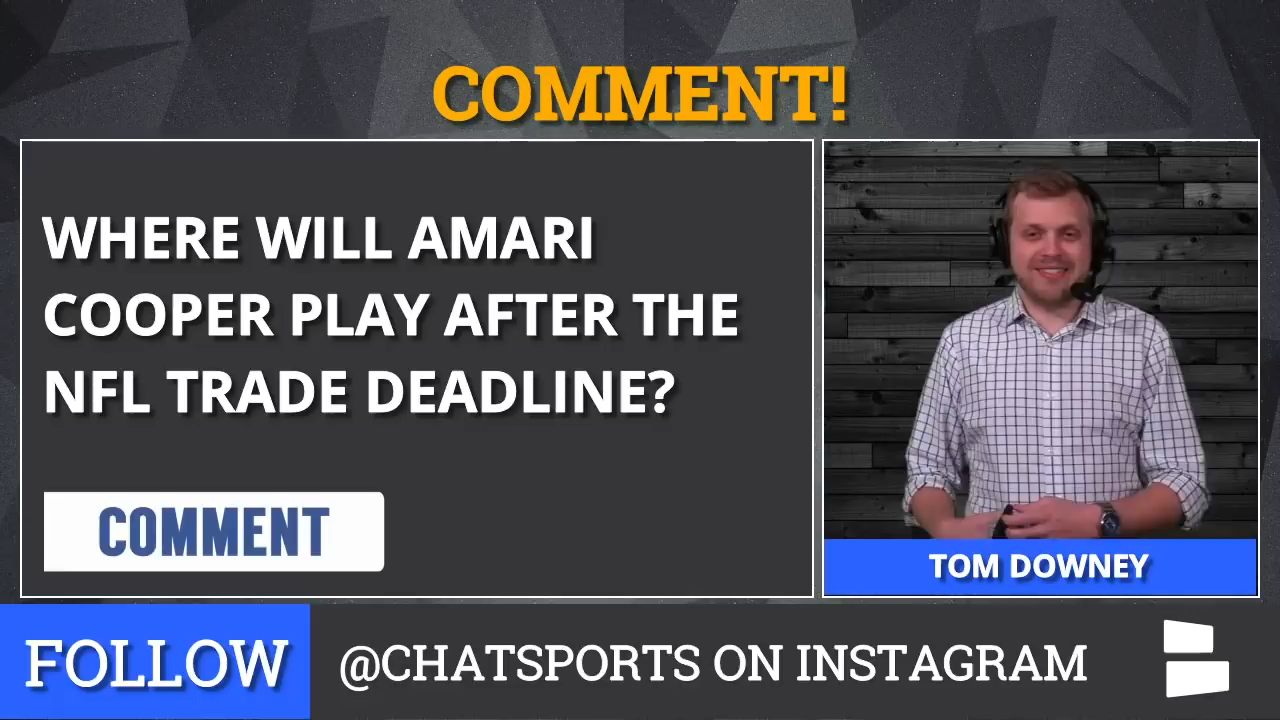 COMMENT!
WHERE WILL AMARI
COOPER PLAY AFTER THE
NFL TRADE DEADLINE?
COMMENT
TOM DOWNEY
FOLLOW
@CHATSPORTS ON INSTAGRAM